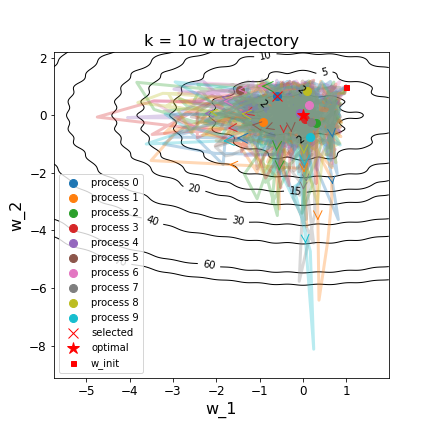 k = 10 w trajectory
w_2
2
0
−2
−4
−6
−8
10
5
2
2
2
20
15
40
30
60
process 0
process 1
process 2
process 3
process 4
process 5
process 6
process 7
process 8
process 9
selected
optimal
w_init
−5 −4 −3 −2 −1 0 1
w_1